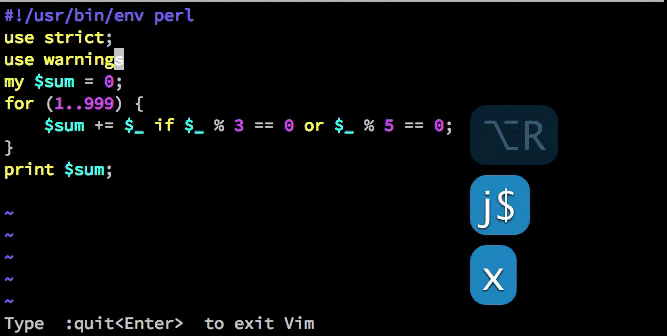 #!/usr/bin/env perl
use strict;
use warnings
my $sum = 0;
for (1..999) {
    $sum += $_ if $_ % 3 == 0 or $_ % 5 == 0;
}
print $sum;
~
~
~
~
~
Type  :quit<Enter>  to exit Vim
⌥R
j$
x